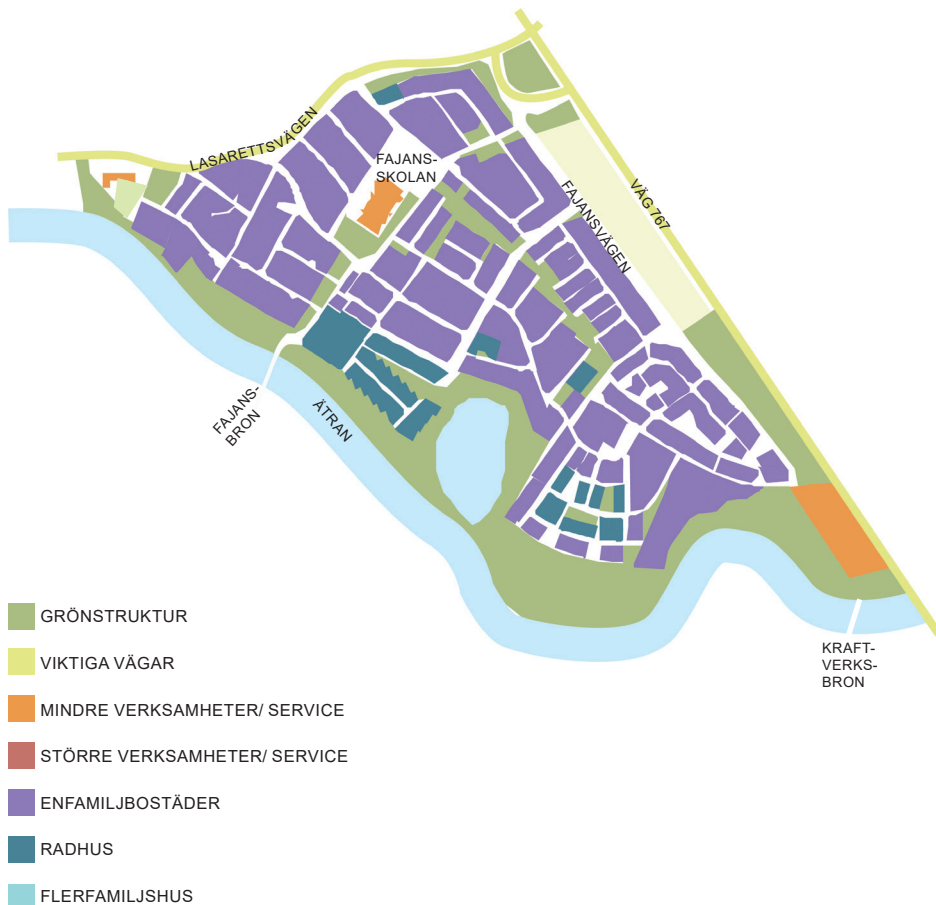 LASARETTSVÄGEN
FAJANS-
SKOLAN
FAJANSVÄGEN
VÄG 767
FAJANS-
BRON
ÄTRAN
KRAFT-
VERKS-
BRON
GRÖNSTRUKTUR
VIKTIGA VÄGAR
MINDRE VERKSAMHETER/ SERVICE
STÖRRE VERKSAMHETER/ SERVICE
ENFAMILJBOSTÄDER
RADHUS
FLERFAMILJSHUS